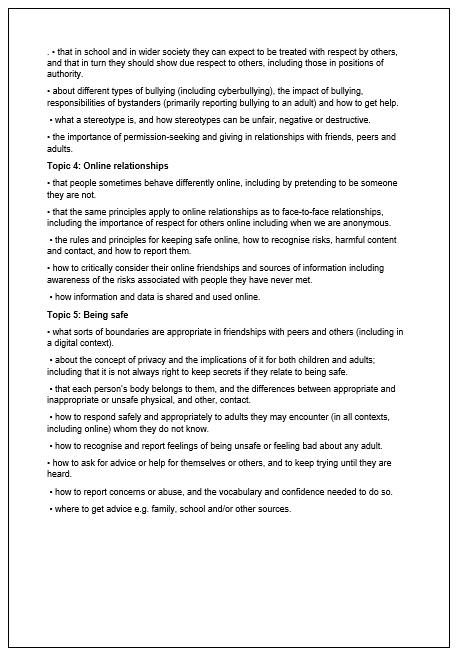 . • that in school and in wider society they can expect to be treated with respect by others,
and that in turn they should show due respect to others, including those in positions of
authority.
• about different types of bullying (including cyberbullying), the impact of bullying,
responsibilities of bystanders (primarily reporting bullying to an adult) and how to get help.
• what a stereotype is, and how stereotypes can be unfair, negative or destructive.
• the importance of permission-seeking and giving in relationships with friends, peers and
adults.
Topic 4: Online relationships
• that people sometimes behave differently online, including by pretending to be someone
they are not.
• that the same principles apply to online relationships as to face-to-face relationships,
including the importance of respect for others online including when we are anonymous.
• the rules and principles for keeping safe online, how to recognise risks, harmful content
and contact, and how to report them.
• how to critically consider their online friendships and sources of information including
awareness of the risks associated with people they have never met.
• how information and data is shared and used online.
Topic 5: Being safe
• what sorts of boundaries are appropriate in friendships with peers and others (including in
a digital context).
• about the concept of privacy and the implications of it for both children and adults;
including that it is not always right to keep secrets if they relate to being safe.
• that each person's body belongs to them, and the differences between appropriate and
inappropriate or unsafe physical, and other, contact.
• how to respond safely and appropriately to adults they may encounter (in all contexts,
including online) whom they do not know.
• how to recognise and report feelings of being unsafe or feeling bad about any adult.
• how to ask for advice or help for themselves or others, and to keep trying until they are
heard.
• how to report concerns or abuse, and the vocabulary and confidence needed to do so.
• where to get advice e.g. family, school and/or other sources.